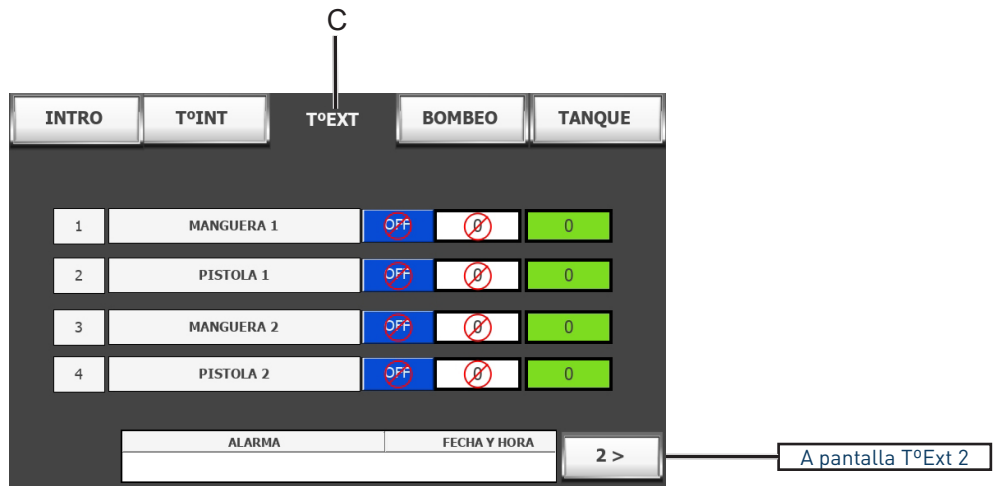 C
INTRO TºINT TºEXT BOMBEO TANQUE
1 MANGUERA 1 OFF 0 0
2 PISTOLA 1 OFF 0 0
3 MANGUERA 2 OFF 0 0
4 PISTOLA 2 OFF 0 0
ALARMA FECHA Y HORA
2 > A pantalla TºExt 2